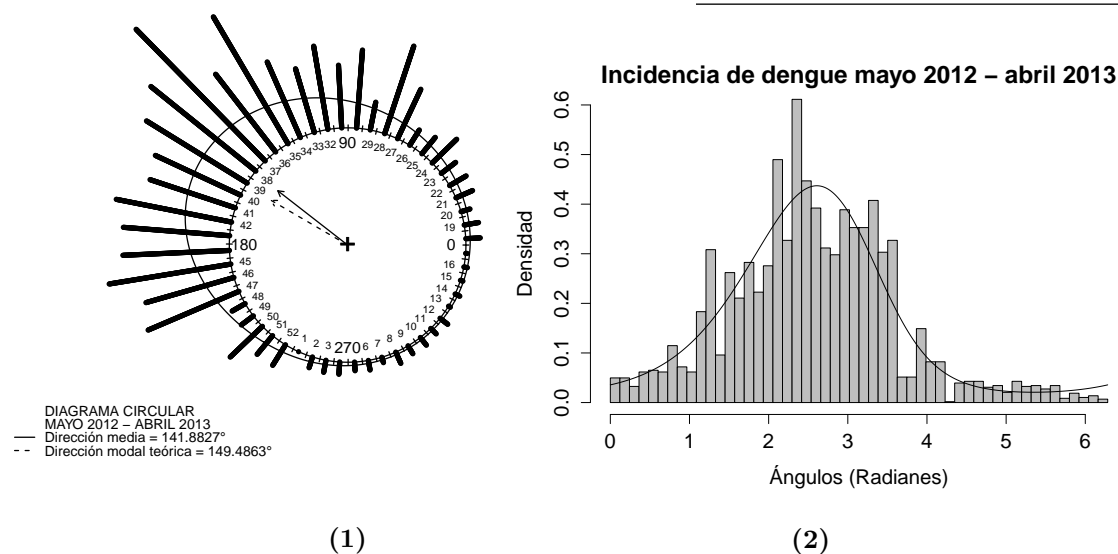 90
29 28 27 26 25 24 23 22 21 20 19
0
16 15 14 13 12 11 10 9 8 7 6
270
3 2 1 52 51 50 49 48 47 46 45
180
42 41 40 39 38 37 36 35 34 33 32
DIAGRAMA CIRCULAR
MAYO 2012 − ABRIL 2013
Dirección media = 141.8827°
Dirección modal teórica = 149.4863°
(1)
Incidencia de dengue mayo 2012 − abril 2013
Densidad
0.6
0.5
0.4
0.3
0.2
0.1
0.0
0 1 2 3 4 5 6
Ángulos (Radianes)
(2)